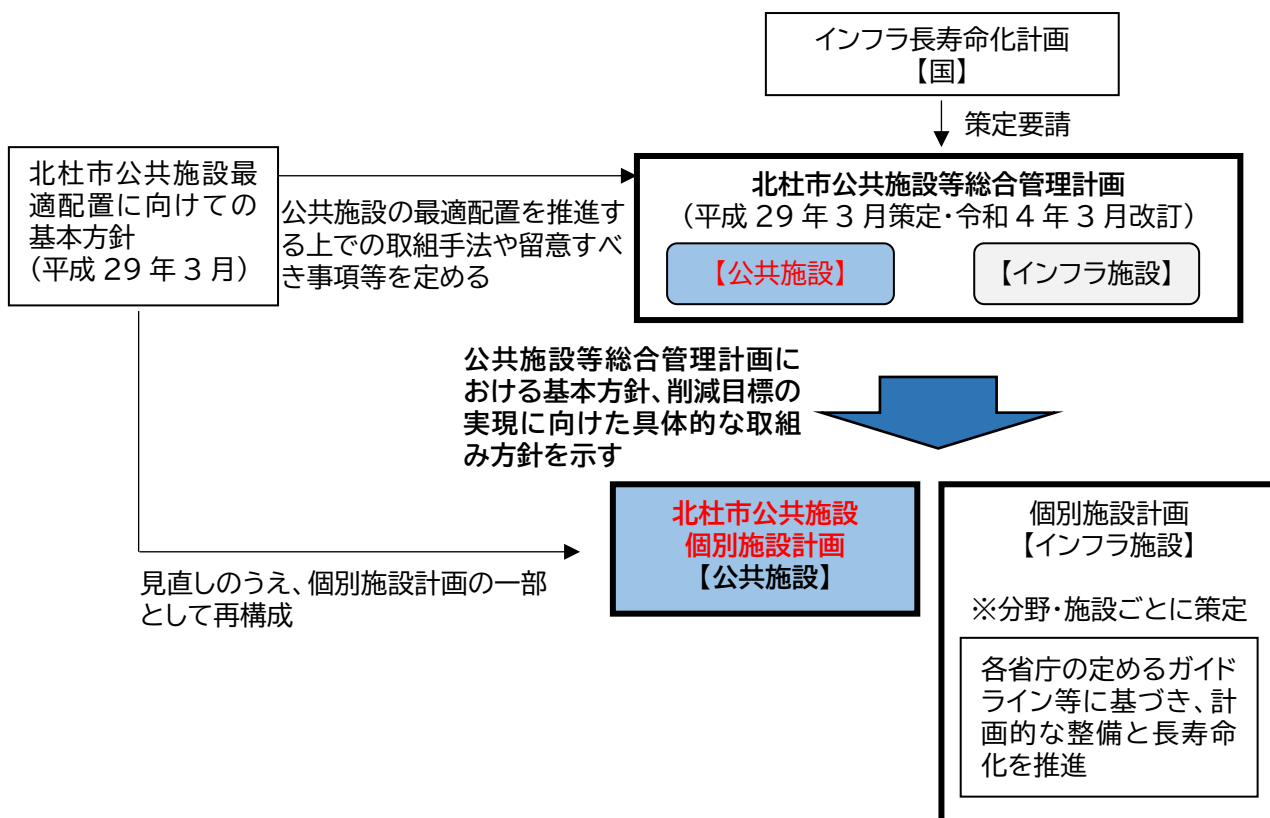 インフラ長寿命化計画
【国】
策定要請
北杜市公共施設最
適配置に向けての
基本方針
(平成 29 年 3 月)
公共施設の最適配置を推進す
る上での取組手法や留意すべ
き事項等を定める
北杜市公共施設等総合管理計画
(平成 29 年 3 月策定・令和 4 年 3 月改訂)
【公共施設】
【インフラ施設】
公共施設等総合管理計画に
おける基本方針、削減目標の
実現に向けた具体的な取組
み方針を示す
見直しのうえ、個別施設計画の一部
として再構成
北杜市公共施設
個別施設計画
【公共施設】
個別施設計画
【インフラ施設】
※分野・施設ごとに策定
各省庁の定めるガイド
ライン等に基づき、計
画的な整備と長寿命
化を推進